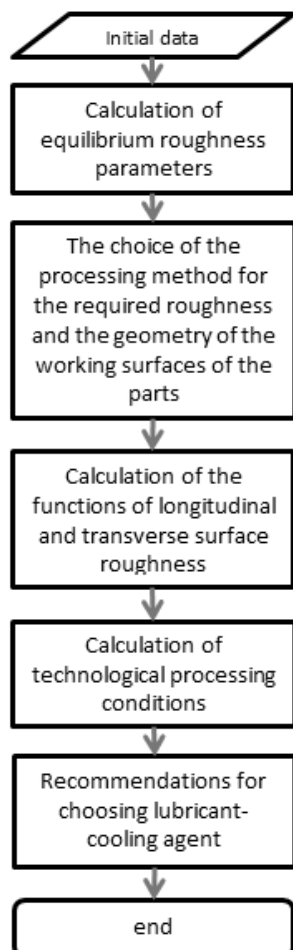 Initial data
Calculation of
equilibrium roughness
parameters
The choice of the
processing method for
the required roughness
and the geometry of the
working surfaces of the
parts
Calculation of the
functions of longitudinal
and transverse surface
roughness
Calculation of
technological processing
conditions
Recommendations for
choosing lubricant-
cooling agent
end